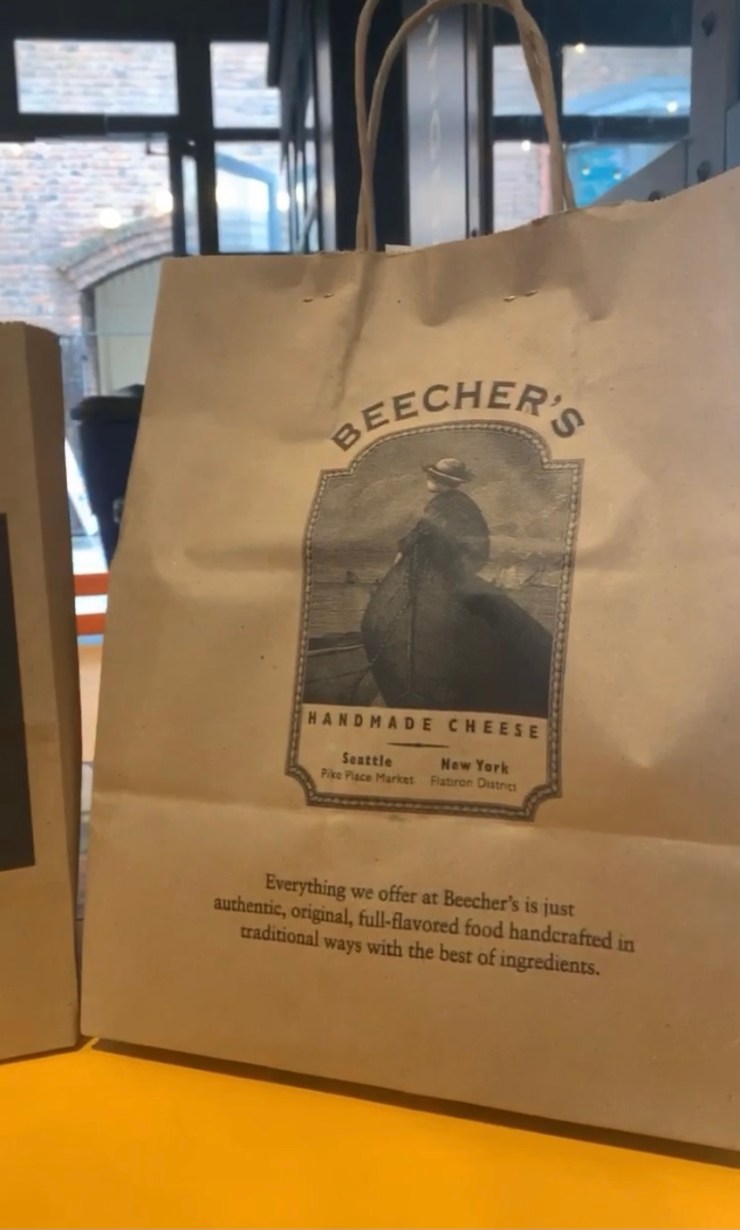 BEECHER'S
HANDMADE CHEESE
Seattle New York
Pike Place Market Flatiron District
Everything we offer at Beecher's is just
authentic, original, full-flavored food handcrafted in
traditional ways with the best of ingredients.